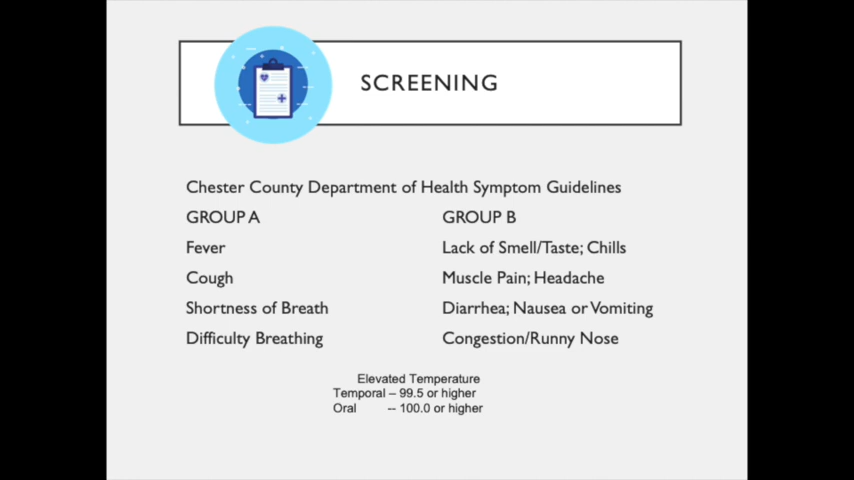 SCREENING
Chester County Department of Health Symptom Guidelines
GROUP A
GROUP B
Fever
Lack of Smell/Taste; Chills
Cough
Muscle Pain; Headache
Shortness of Breath
Diarrhea; Nausea or Vomiting
Difficulty Breathing
Congestion/Runny Nose
Elevated Temperature
Temporal – 99.5 or higher
Oral -- 100.0 or higher